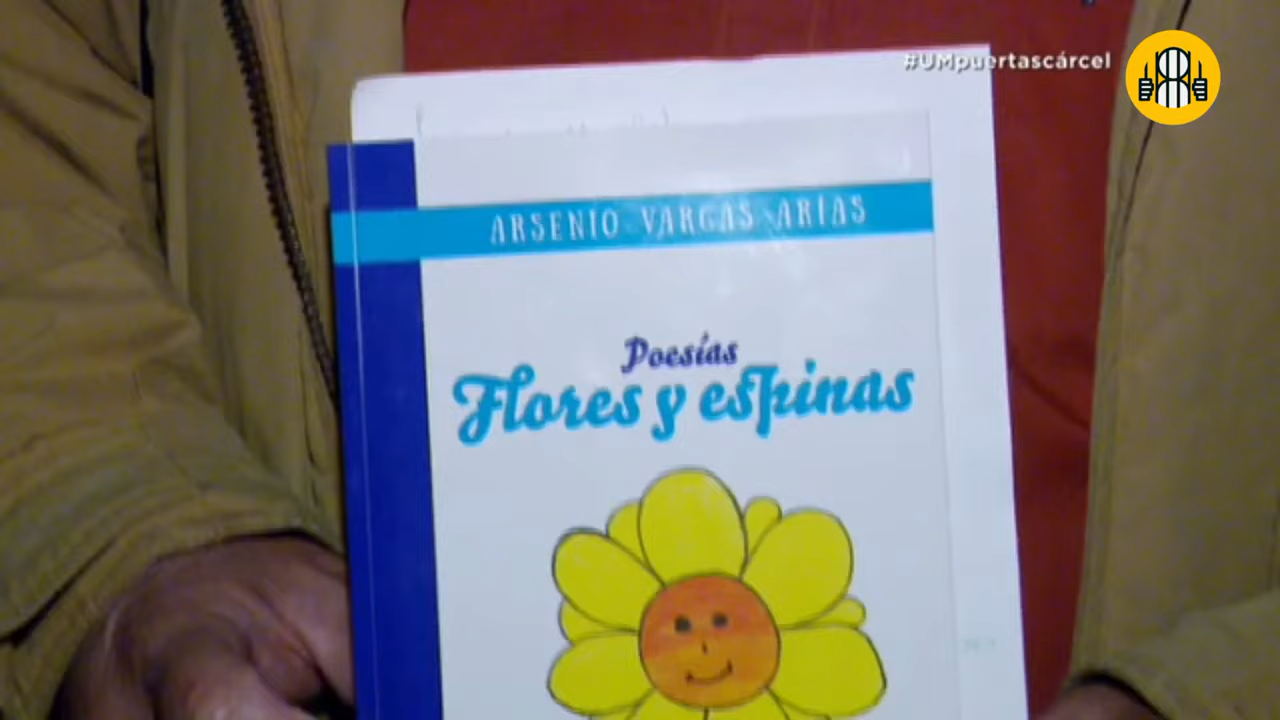 #UMpuertascárcel
ARSENIO VARGAS ARIAS
Poesías
Flores y espinas